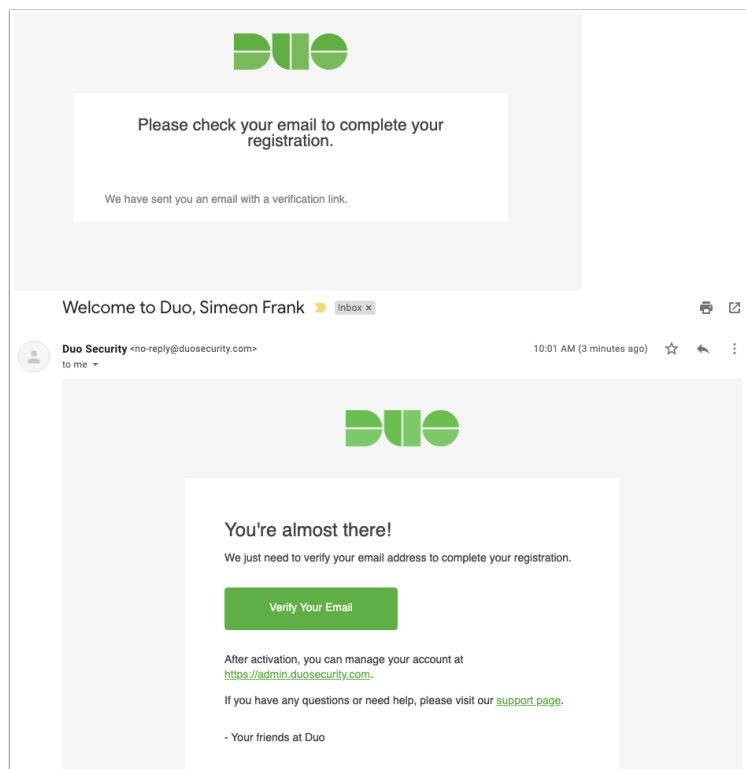 DUO
Please check your email to complete your
registration.
We have sent you an email with a verification link.
Welcome to Duo, Simeon Frank
Inbox x
Duo Security <no-reply@duosecurity.com>
10:01 AM (3 minutes ago)
to me
DUO
You're almost there!
We just need to verify your email address to complete your registration.
Verify Your Email
After activation, you can manage your account at
https://admin.duosecurity.com.
If you have any questions or need help, please visit our support page.
- Your friends at Duo